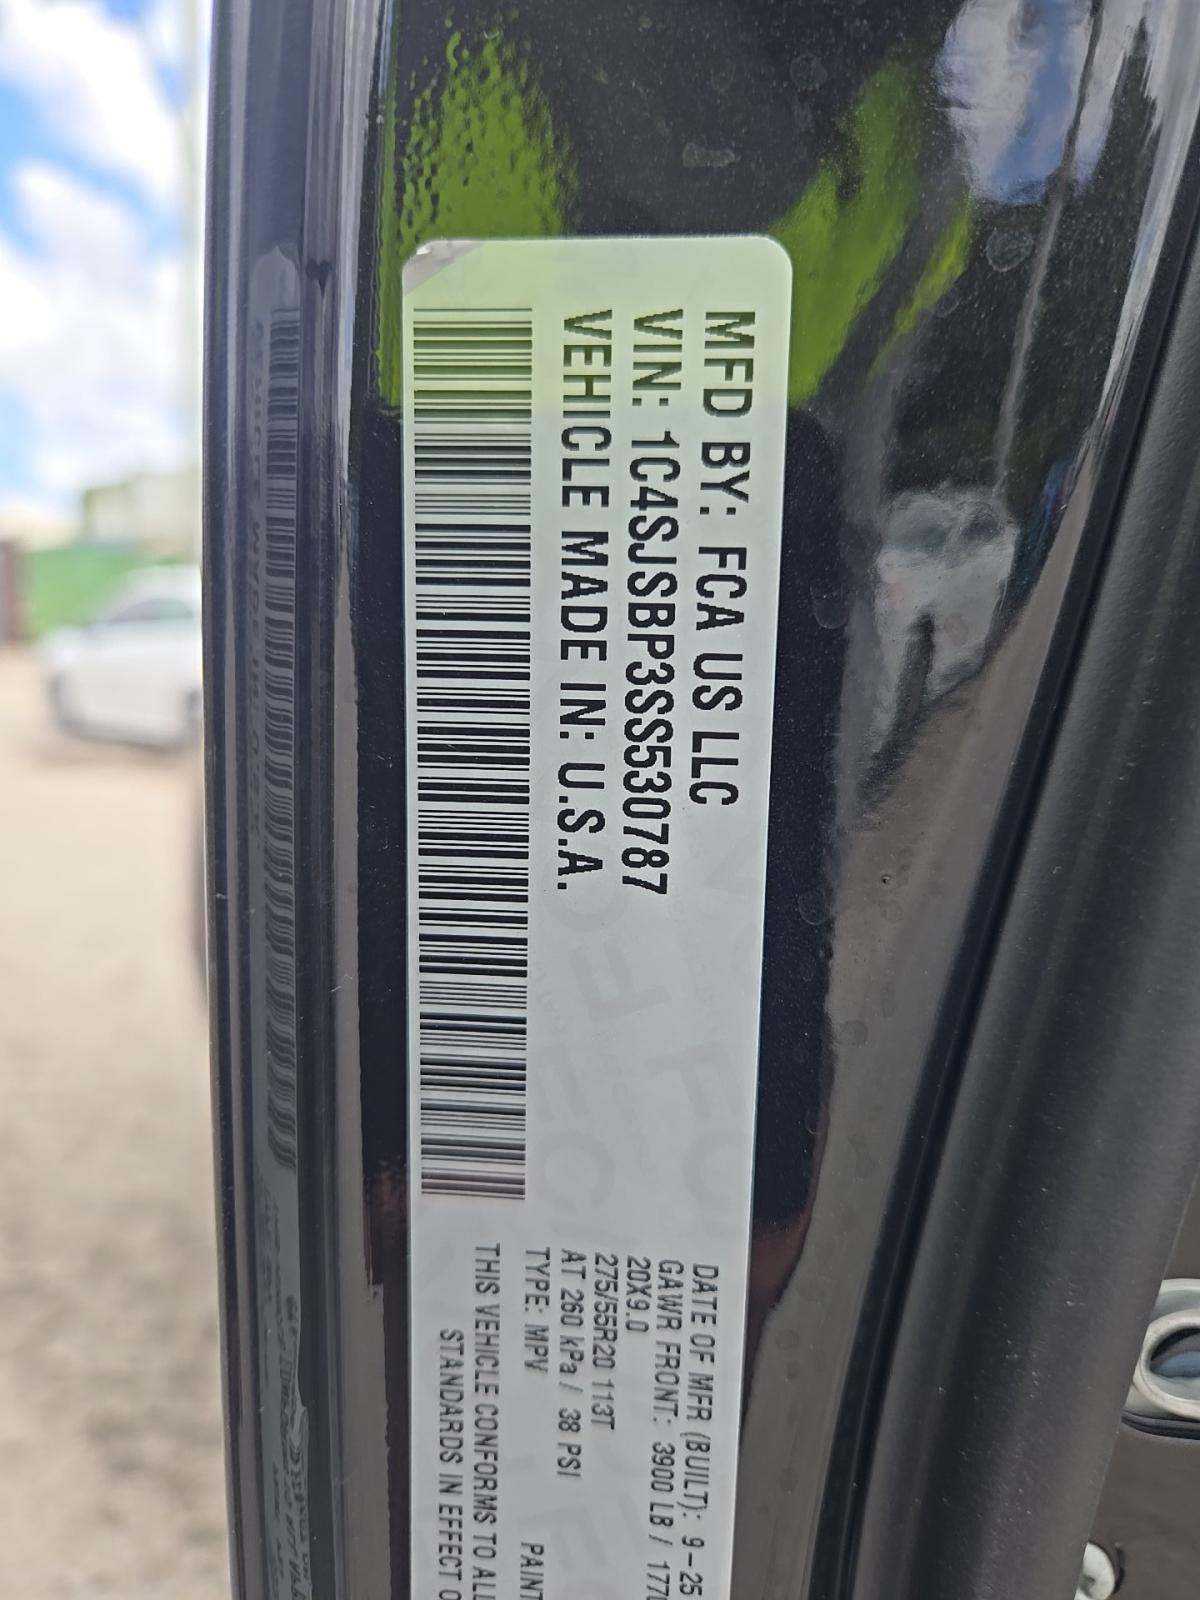 MFD BY: FCA US LLC
VIN: 1C4SJSBP3SS530787
VEHICLE MADE IN: U.S.A.
DATE OF MFR (BUILT): 9-25
GAWR FRONT: 3900 LB / 1770
20X9.0
275/55R20 113T
AT 260 kPa / 38 PSI
TYPE: MPV PAINT
THIS VEHICLE CONFORMS TO ALL
STANDARDS IN EFFECT O